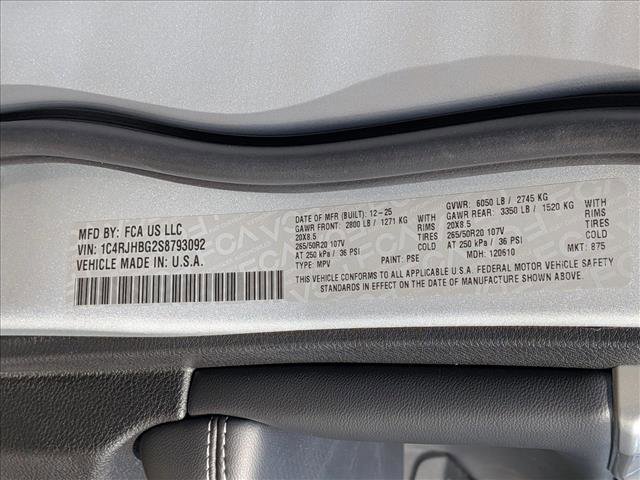 MFD BY: FCA US LLC
VIN: 1C4RJHBG2S8793092
VEHICLE MADE IN: U.S.A.
DATE OF MFR (BUILT): 12-25
GAWR FRONT: 2800 LB / 1271 KG WITH
20X8.5 RIMS
265/50R20 107V TIRES
AT 250 kPa / 36 PSI COLD
TYPE: MPV PAINT: PSE
GVWR: 6050 LB / 2745 KG
GAWR REAR: 3350 LB / 1520 KG WITH
20X8.5 RIMS
265/50R20 107V TIRES
AT 250 kPa / 36 PSI COLD
MDH: 120610 MKT: 875
THIS VEHICLE CONFORMS TO ALL APPLICABLE U.S.A. FEDERAL MOTOR VEHICLE SAFETY
STANDARDS IN EFFECT ON THE DATE OF MANUFACTURE SHOWN ABOVE.